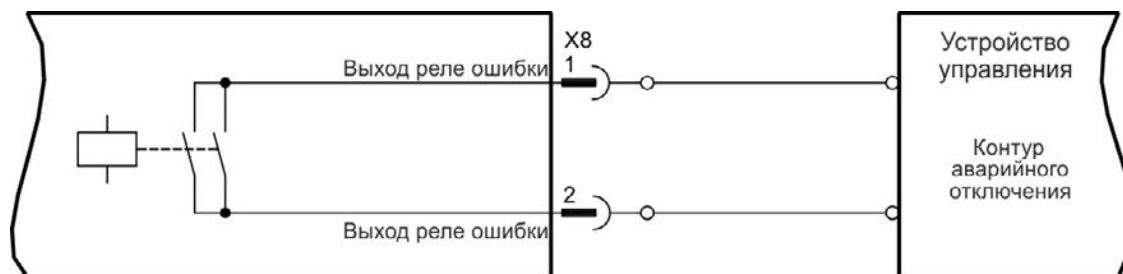 X8
Выход реле ошибки
1
2
Выход реле ошибки
Устройство
управления
Контур
аварийного
отключения